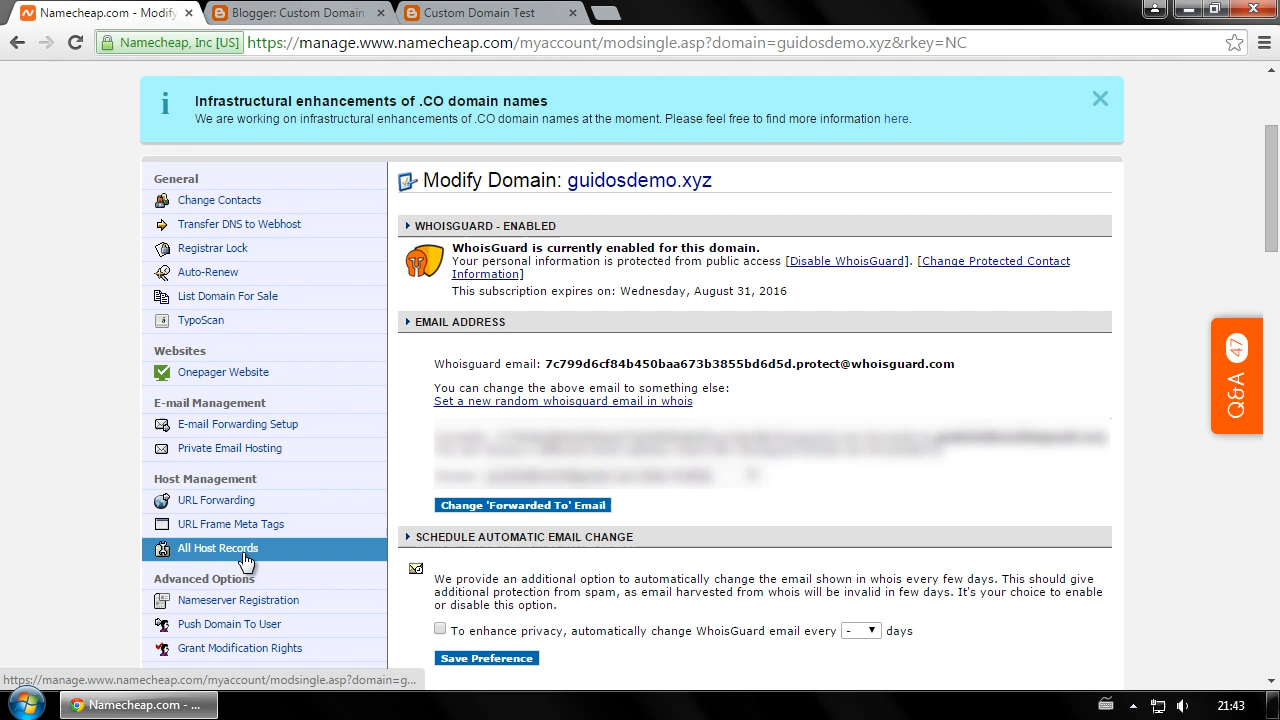 Namecheap.com - Modify
Blogger: Custom Domain
Custom Domain Test
Namecheap, Inc [US]
https://manage.www.namecheap.com/myaccount/modsingle.asp?domain=guidosdemo.xyz&rkey=NC
Infrastructural enhancements of .CO domain names
We are working on infrastructural enhancements of .CO domain names at the moment. Please feel free to find more information here.
General
Change Contacts
Transfer DNS to Webhost
Registrar Lock
Auto-Renew
List Domain For Sale
TypoScan
Websites
Onepager Website
E-mail Management
E-mail Forwarding Setup
Private Email Hosting
Host Management
URL Forwarding
URL Frame Meta Tags
All Host Records
Advanced Options
Nameserver Registration
Push Domain To User
Grant Modification Rights
Modify Domain: guidosdemo.xyz
WHOISGUARD - ENABLED
WhoisGuard is currently enabled for this domain.
Your personal information is protected from public access [Disable WhoisGuard]. [Change Protected Contact
Information]
This subscription expires on: Wednesday, August 31, 2016
EMAIL ADDRESS
Whoisguard email: 7c799d6cf84b450baa673b3855bd6d5d.protect@whoisguard.com
You can change the above email to something else:
Set a new random whoisguard email in whois
Change 'Forwarded To' Email
SCHEDULE AUTOMATIC EMAIL CHANGE
We provide an additional option to automatically change the email shown in whois every few days. This should give
additional protection from spam, as email harvested from whois will be invalid in few days. It's your choice to enable
or disable this option.
To enhance privacy, automatically change WhoisGuard email every - days
Save Preference
Q&A 47
https://manage.www.namecheap.com/myaccount/modsingle.asp?domain=g...
Namecheap.com - ...
21:43